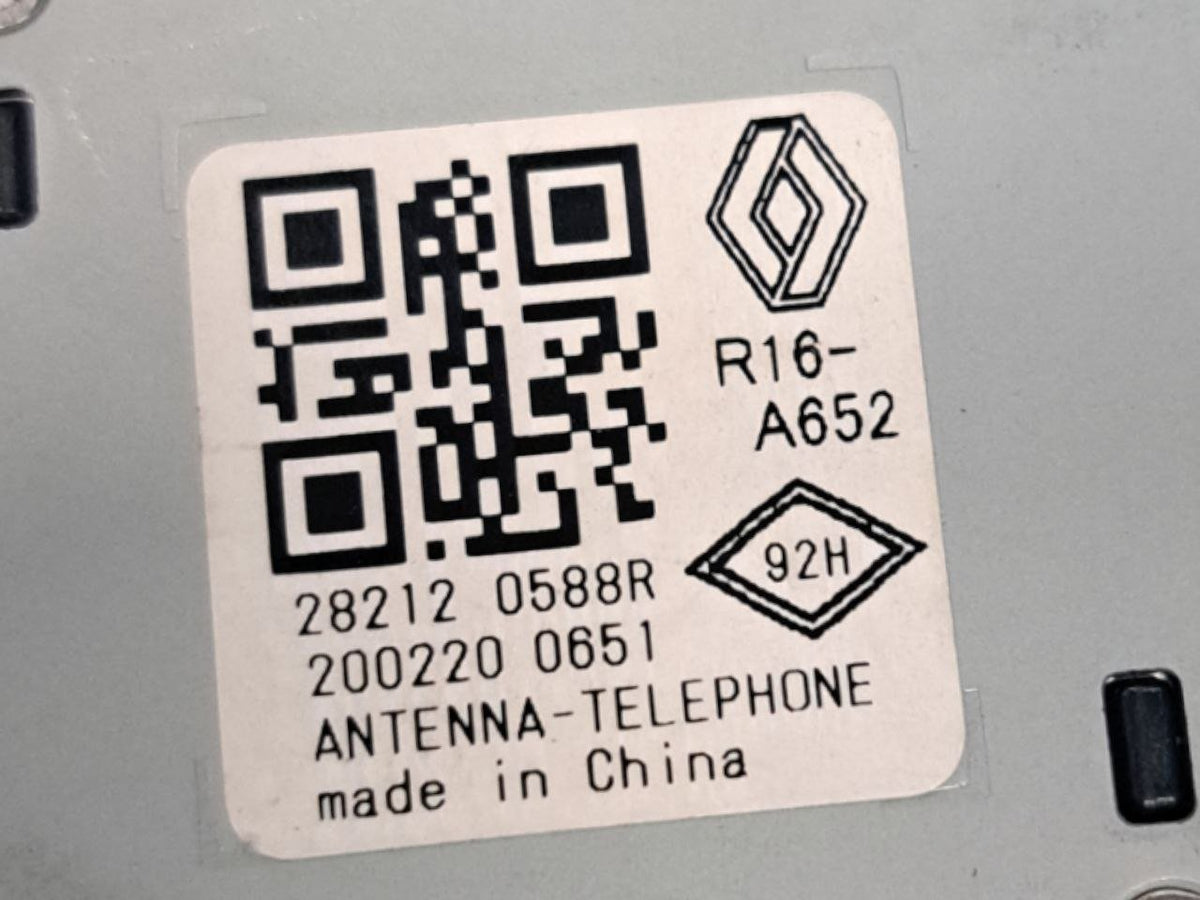 R16-
A652
92H
28212 0588R
200220 0651
ANTENNA-TELEPHONE
made in China